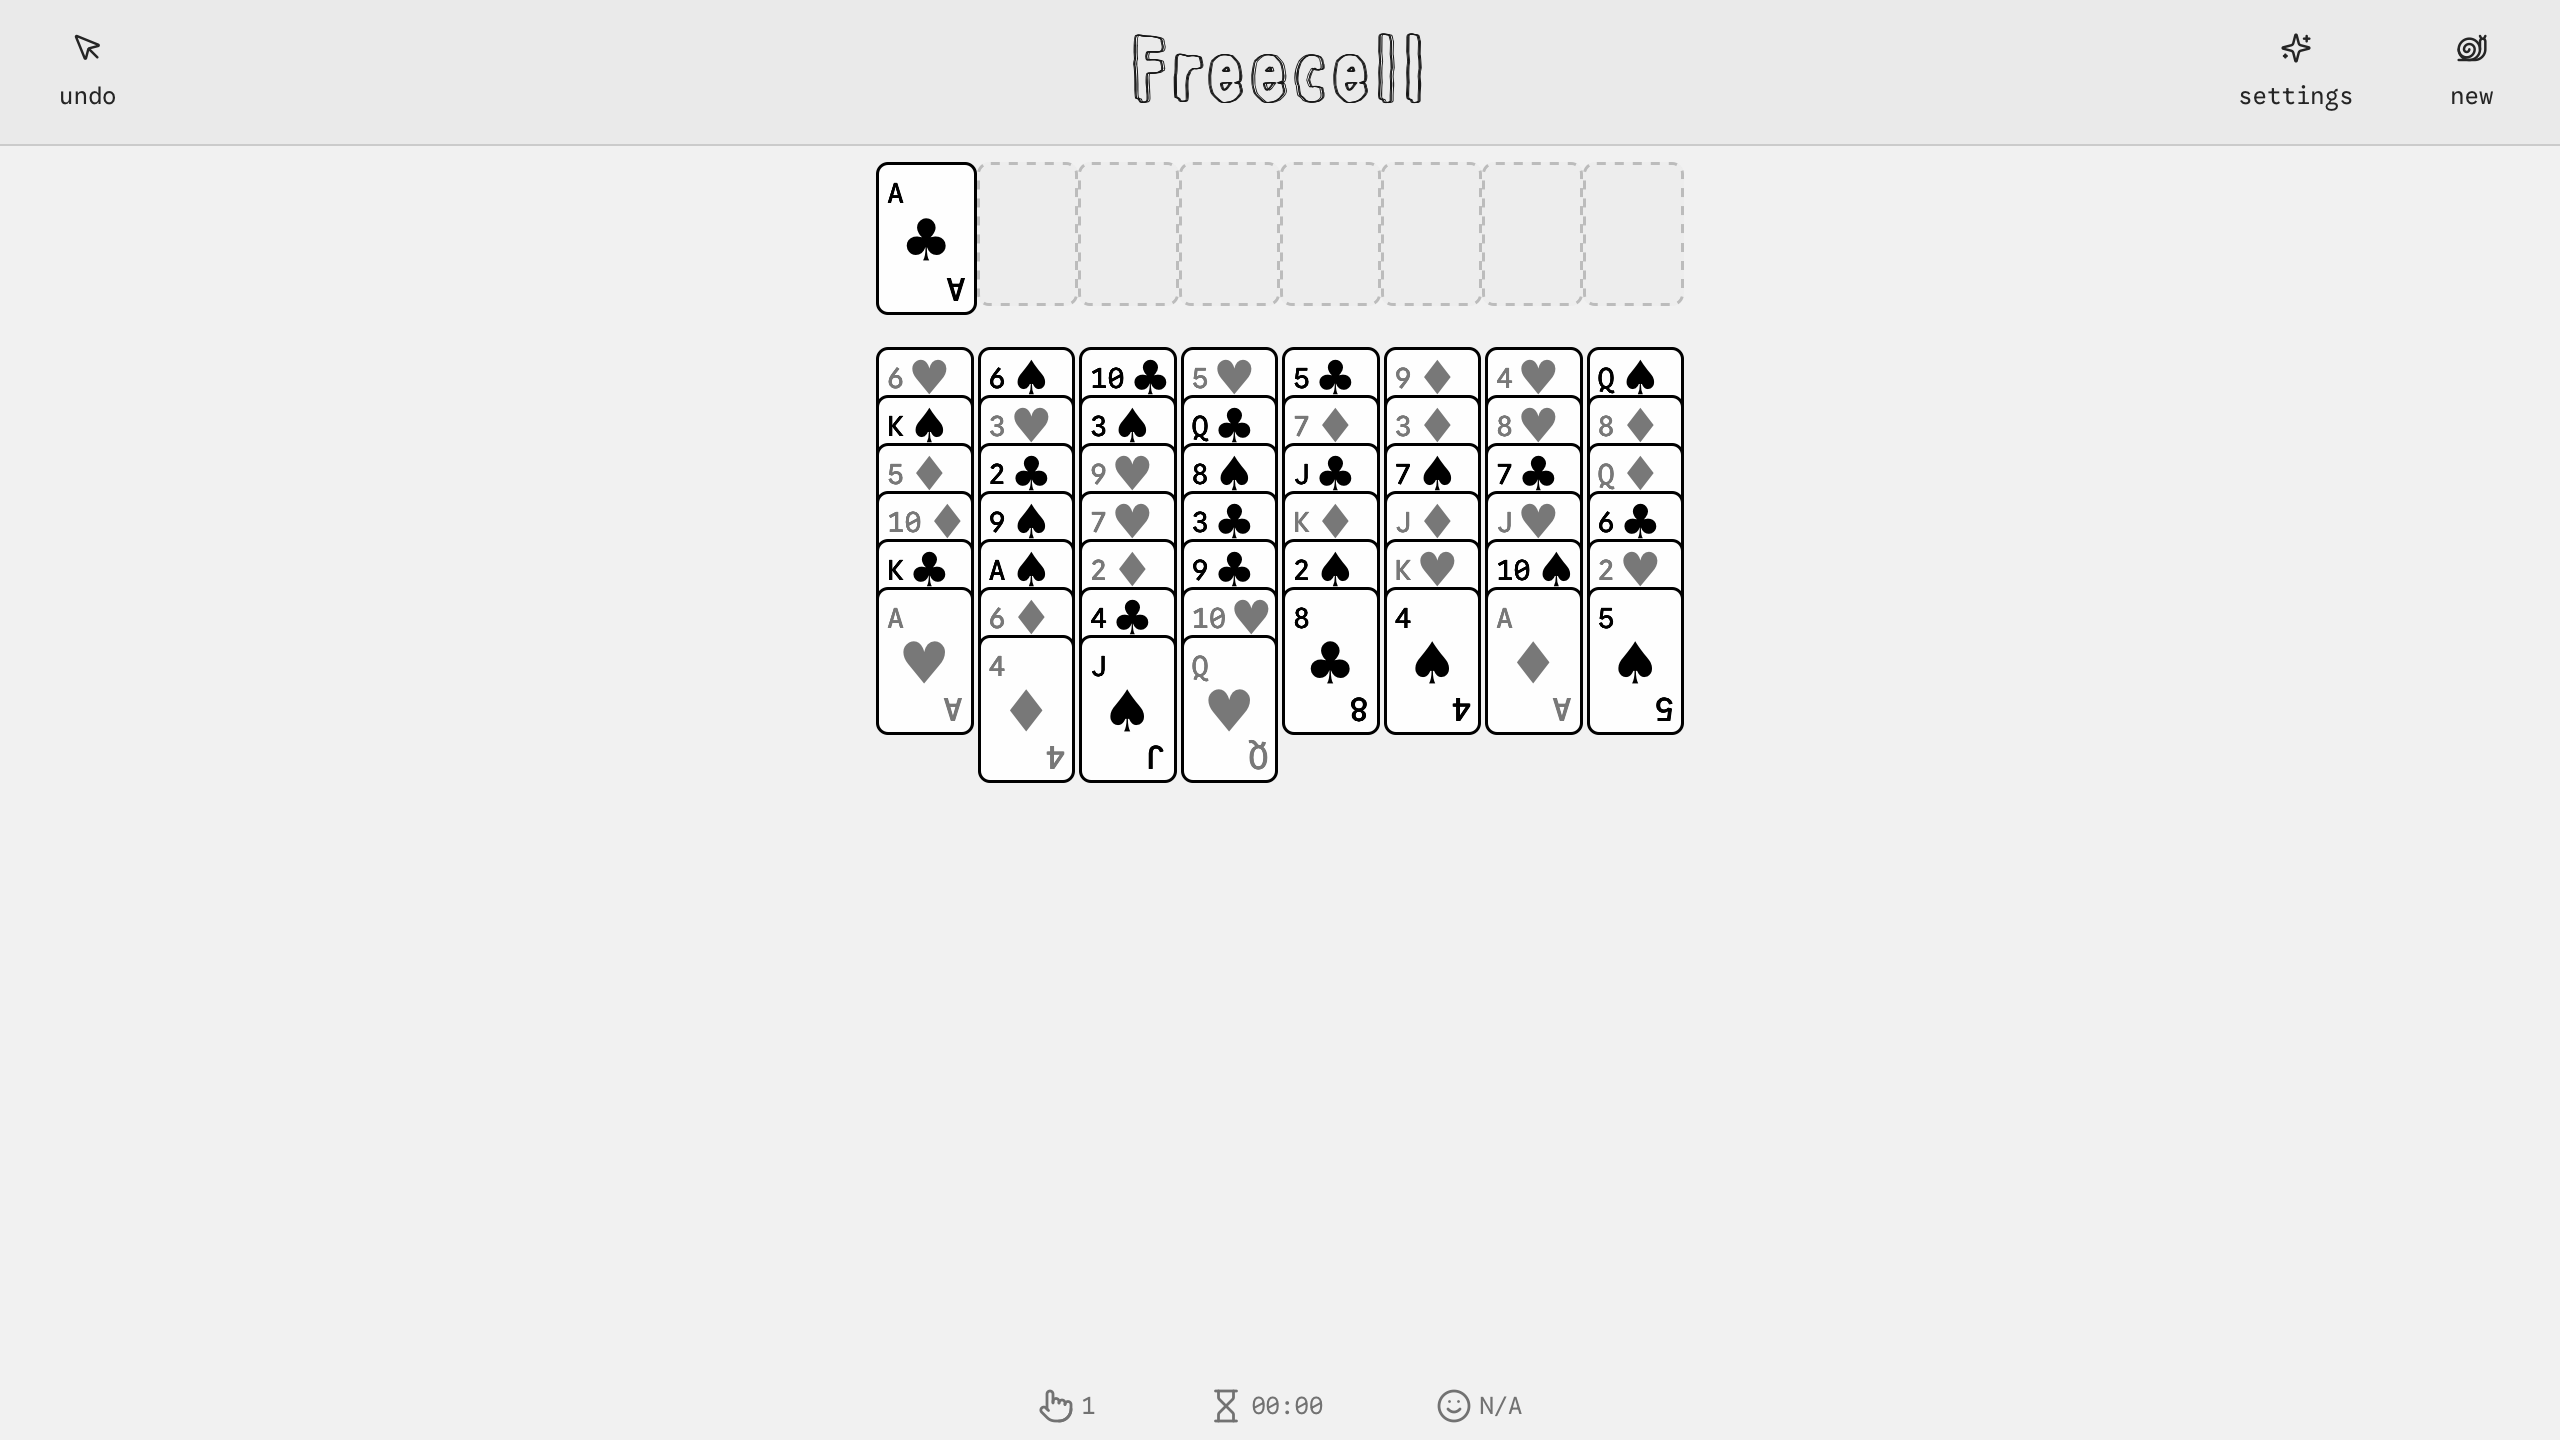 Freecell
undo
settings
new
A
A
6 6 10 5 5 9 4 Q
K 3 3 Q 7 3 8 8
5 2 9 8 J 7 7 Q
10 9 7 3 K J J 6
K A 2 9 2 K 10 2
A 6 4 10 8 4 A 5
4 J Q
A 8 4 A 5
4 J Q
1 00:00 N/A